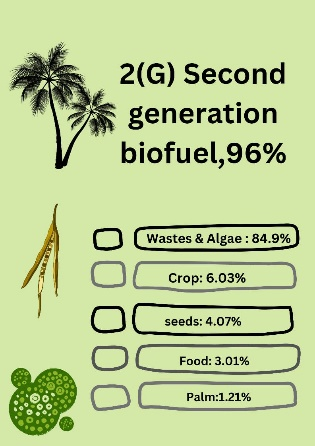 2(G) Second
generation
biofuel,96%
Wastes & Algae : 84.9%
Crop: 6.03%
seeds: 4.07%
Food: 3.01%
Palm:1.21%